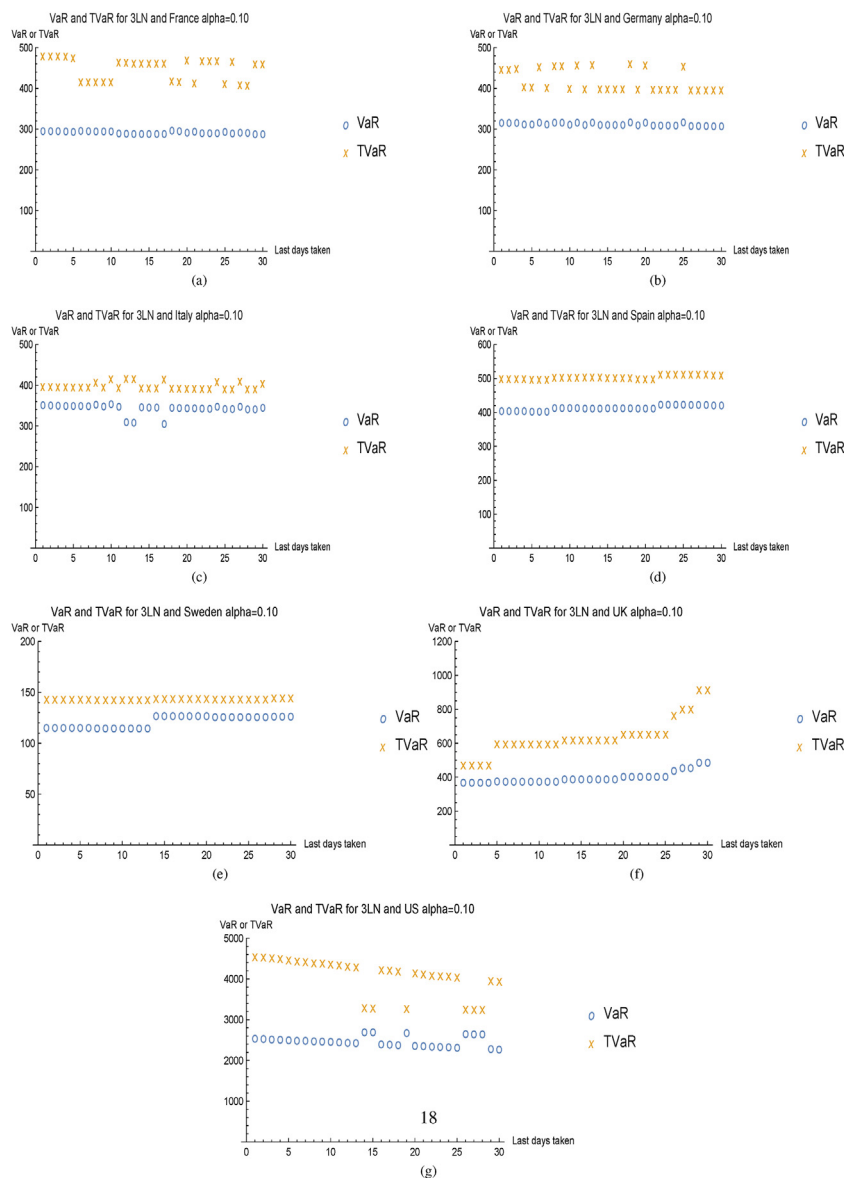 VaR and TVaR for 3LN and France alpha=0.10
VaR or TVaR
500
400
300
200
100
0 5 10 15 20 25 30
Last days taken
o VaR
x TVaR
(a)
VaR and TVaR for 3LN and Germany alpha=0.10
VaR or TVaR
500
400
300
200
100
0 5 10 15 20 25 30
Last days taken
o VaR
x TVaR
(b)
VaR and TVaR for 3LN and Italy alpha=0.10
VaR or TVaR
500
400
300
200
100
0 5 10 15 20 25 30
Last days taken
o VaR
x TVaR
(c)
VaR and TVaR for 3LN and Spain alpha=0.10
VaR or TVaR
600
500
400
300
200
100
0 5 10 15 20 25 30
Last days taken
o VaR
x TVaR
(d)
VaR and TVaR for 3LN and Sweden alpha=0.10
VaR or TVaR
200
150
100
50
0 5 10 15 20 25 30
Last days taken
o VaR
x TVaR
(e)
VaR and TVaR for 3LN and UK alpha=0.10
VaR or TVaR
1200
1000
800
600
400
200
0 5 10 15 20 25 30
Last days taken
o VaR
x TVaR
(f)
VaR and TVaR for 3LN and US alpha=0.10
VaR or TVaR
5000
4000
3000
2000
1000
0 5 10 15 20 25 30
Last days taken
o VaR
x TVaR
18
(g)